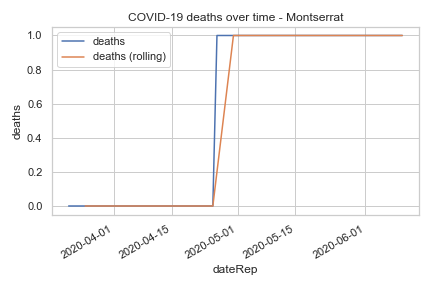 COVID-19 deaths over time - Montserrat
deaths
deaths (rolling)
1.0
0.8
0.6
0.4
0.2
0.0
deaths
2020-04-01
2020-04-15
2020-05-01
2020-05-15
2020-06-01
dateRep